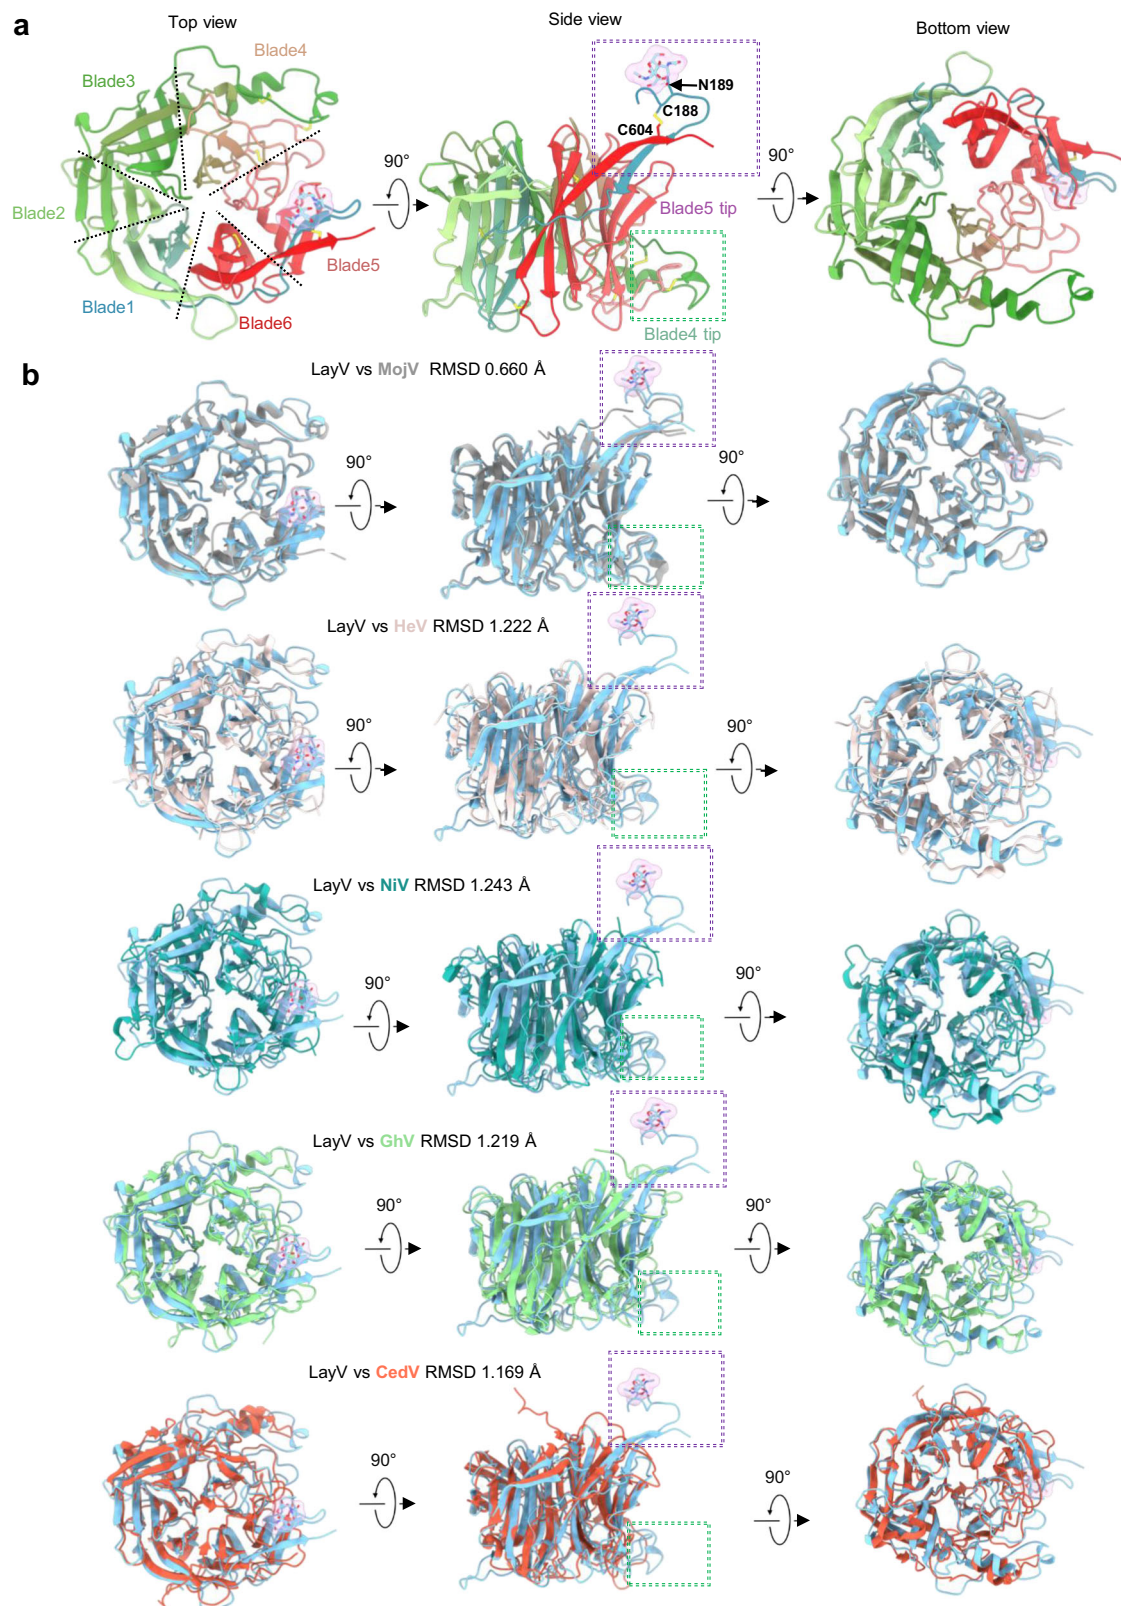 a
Top view
Side view
Bottom view
Blade4
Blade3
N189
C188
C604
90°
90°
Blade2
Blade5 tip
Blade5
Blade1
Blade6
Blade4 tip
b
LayV vs MojV RMSD 0.660 Å
90°
90°
LayV vs HeV RMSD 1.222 Å
90°
90°
LayV vs NiV RMSD 1.243 Å
90°
90°
LayV vs GhV RMSD 1.219 Å
90°
90°
LayV vs CedV RMSD 1.169 Å
90°
90°